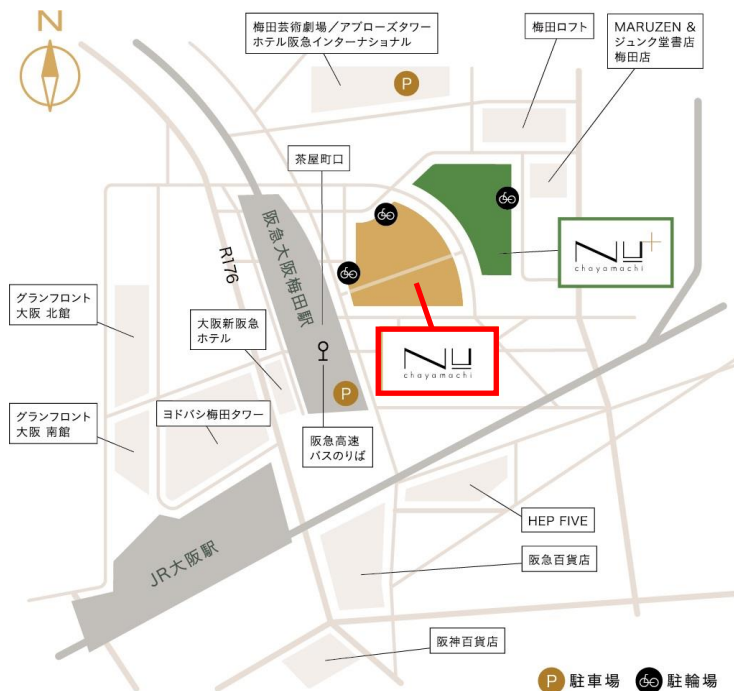 N
梅田芸術劇場／アプローズタワー
ホテル阪急インターナショナル
梅田ロフト
MARUZEN &
ジュンク堂書店
梅田店
P
茶屋町口
阪急大阪梅田駅
R176
NU+
chayamachi
グランフロント
大阪 北館
大阪新阪急
ホテル
NU
chayamachi
グランフロント
大阪 南館
ヨドバシ梅田タワー
P
阪急高速
バスのりば
HEP FIVE
JR大阪駅
阪急百貨店
阪神百貨店
P 駐車場
駐輪場